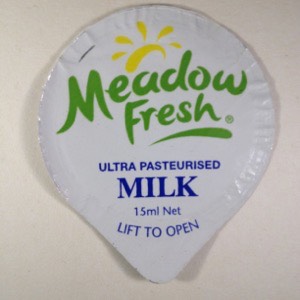 Meadow
Fresh®
ULTRA PASTEURISED
MILK
15ml Net
LIFT TO OPEN